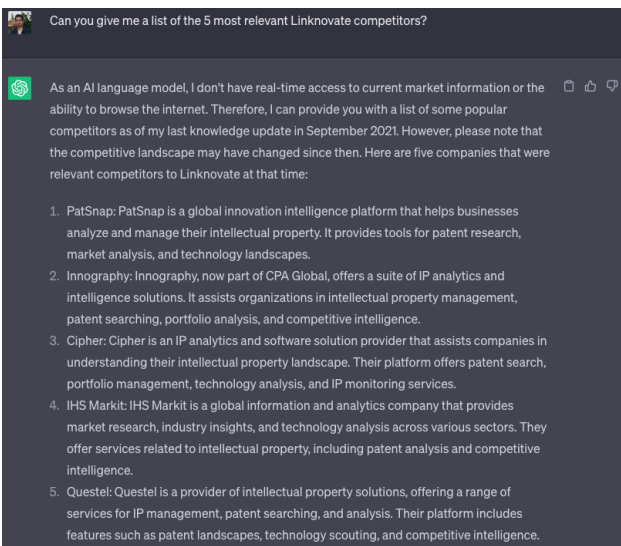 Can you give me a list of the 5 most relevant Linknovate competitors?
As an AI language model, I don't have real-time access to current market information or the
ability to browse the internet. Therefore, I can provide you with a list of some popular
competitors as of my last knowledge update in September 2021. However, please note that
the competitive landscape may have changed since then. Here are five companies that were
relevant competitors to Linknovate at that time:
1. PatSnap: PatSnap is a global innovation intelligence platform that helps businesses
analyze and manage their intellectual property. It provides tools for patent research,
market analysis, and technology landscapes.
2. Innography: Innography, now part of CPA Global, offers a suite of IP analytics and
intelligence solutions. It assists organizations in intellectual property management,
patent searching, portfolio analysis, and competitive intelligence.
3. Cipher: Cipher is an IP analytics and software solution provider that assists companies in
understanding their intellectual property landscape. Their platform offers patent search,
portfolio management, technology analysis, and IP monitoring services.
4. IHS Markit: IHS Markit is a global information and analytics company that provides
market research, industry insights, and technology analysis across various sectors. They
offer services related to intellectual property, including patent analysis and competitive
intelligence.
5. Questel: Questel is a provider of intellectual property solutions, offering a range of
services for IP management, patent searching, and analysis. Their platform includes
features such as patent landscapes, technology scouting, and competitive intelligence.